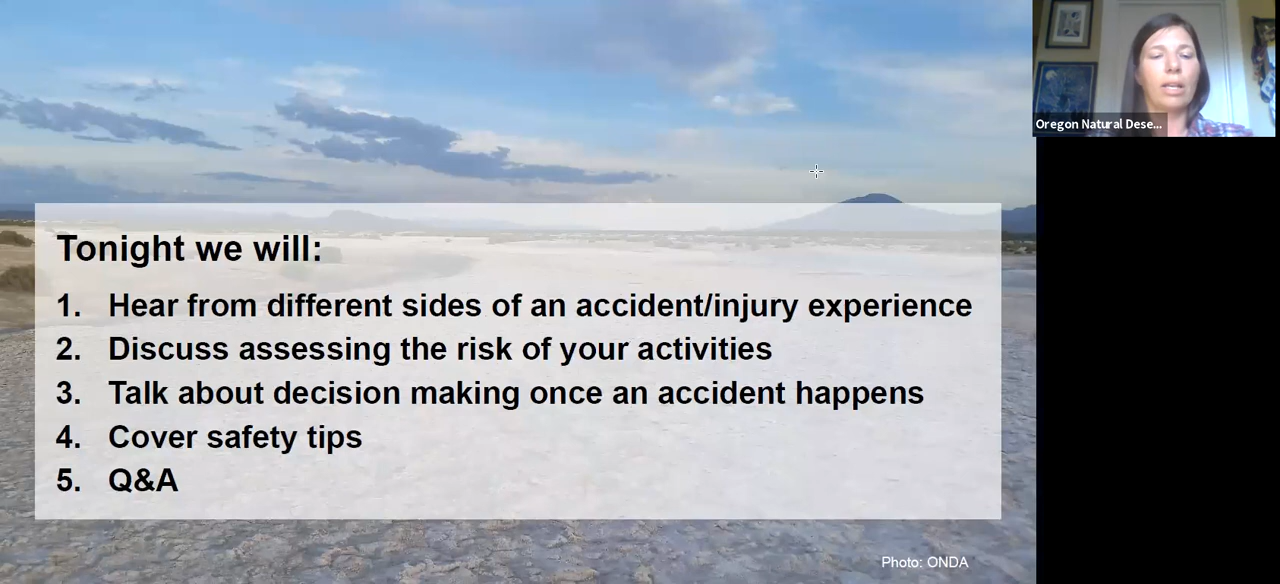 Oregon Natural Dese...
Tonight we will:
1. Hear from different sides of an accident/injury experience
2. Discuss assessing the risk of your activities
3. Talk about decision making once an accident happens
4. Cover safety tips
5. Q&A
Photo: ONDA